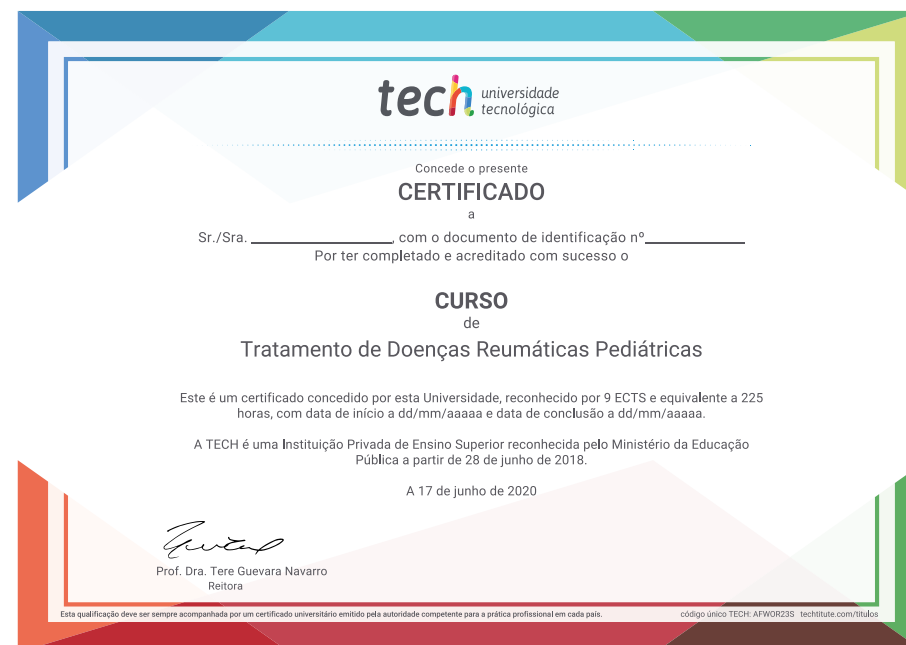 tech universidade
tecnológica
Concede o presente
CERTIFICADO
a
Sr./Sra. ____________________, com o documento de identificação nº______________
Por ter completado e acreditado com sucesso o
CURSO
de
Tratamento de Doenças Reumáticas Pediátricas
Este é um certificado concedido por esta Universidade, reconhecido por 9 ECTS e equivalente a 225
horas, com data de início a dd/mm/aaaaa e data de conclusão a dd/mm/aaaaa.
A TECH é uma Instituição Privada de Ensino Superior reconhecida pelo Ministério da Educação
Pública a partir de 28 de junho de 2018.
A 17 de junho de 2020
Prof. Dra. Tere Guevara Navarro
Reitora
Esta qualificação deve ser sempre acompanhada por um certificado universitário emitido pela autoridade competente para a prática profissional em cada país.
código único TECH: AFWOR23S techtitute.com/titulos